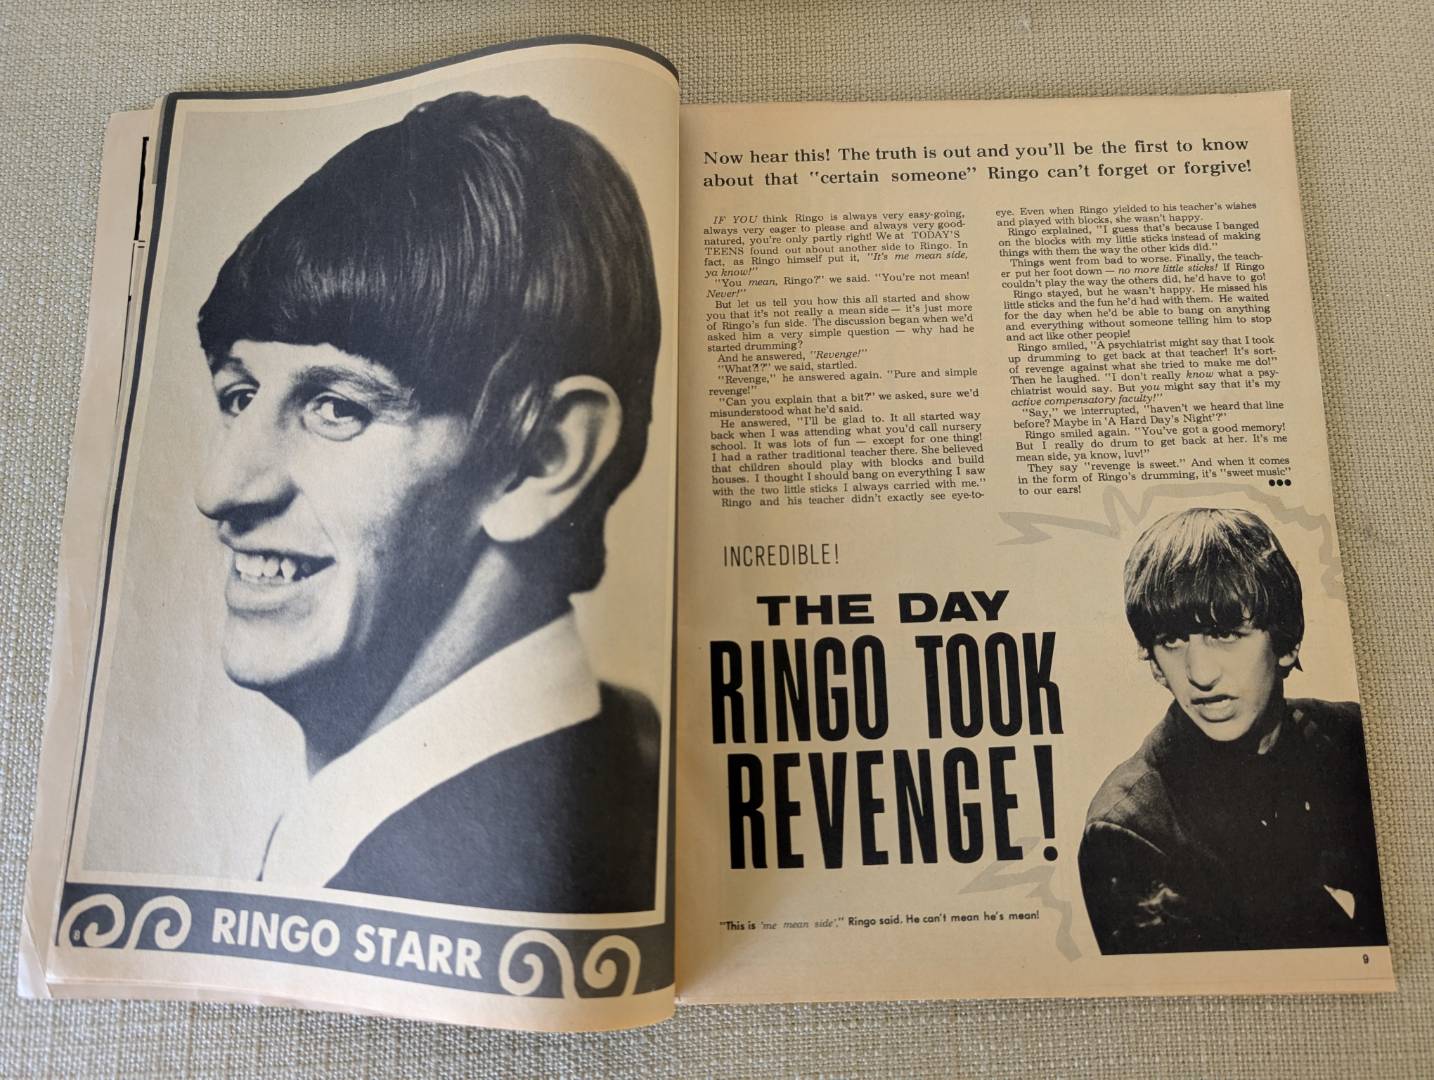 8
RINGO STARR
Now hear this! The truth is out and you'll be the first to know
about that "certain someone" Ringo can't forget or forgive!
IF YOU think Ringo is always very easy-going,
always very eager to please and always very good-
natured, you're only partly right! We at TODAY'S
TEENS found out about another side to Ringo. In
fact, as Ringo himself put it, "It's me mean side,
ya know!"
"You mean, Ringo?" we said. "You're not mean!
Never!"
But let us tell you how this all started and show
you that it's not really a mean side — it's just more
of Ringo's fun side. The discussion began when we'd
asked him a very simple question — why had he
started drumming?
And he answered, "Revenge!"
"What?!?" we said, startled.
"Revenge," he answered again. "Pure and simple
revenge!"
"Can you explain that a bit?" we asked, sure we'd
misunderstood what he'd said.
He answered, "I'll be glad to. It all started way
back when I was attending what you'd call nursery
school. It was lots of fun — except for one thing!
I had a rather traditional teacher there. She believed
that children should play with blocks and build
houses. I thought I should bang on everything I saw
with the two little sticks I always carried with me."
Ringo and his teacher didn't exactly see eye-to-
eye. Even when Ringo yielded to his teacher's wishes
and played with blocks, she wasn't happy.
Ringo explained, "I guess that's because I banged
on the blocks with my little sticks instead of making
things with them the way the other kids did."
Things went from bad to worse. Finally, the teach-
er put her foot down — no more little sticks! If Ringo
couldn't play the way the others did, he'd have to go!
Ringo stayed, but he wasn't happy. He missed his
little sticks and the fun he'd had with them. He waited
for the day when he'd be able to bang on anything
and everything without someone telling him to stop
and act like other people!
Ringo smiled, "A psychiatrist might say that I took
up drumming to get back at that teacher! It's sort-
of revenge against what she tried to make me do!"
Then he laughed. "I don't really know what a psy-
chiatrist would say. But you might say that it's my
active compensatory faculty!"
"Say," we interrupted, "haven't we heard that line
before? Maybe in 'A Hard Day's Night'?"
Ringo smiled again. "You've got a good memory!
But I really do drum to get back at her. It's me
mean side, ya know, luv!"
They say "revenge is sweet." And when it comes
in the form of Ringo's drumming, it's "sweet music"
to our ears!
INCREDIBLE!
THE DAY
RINGO TOOK
REVENGE!
"This is 'me mean side'," Ringo said. He can't mean he's mean!
9